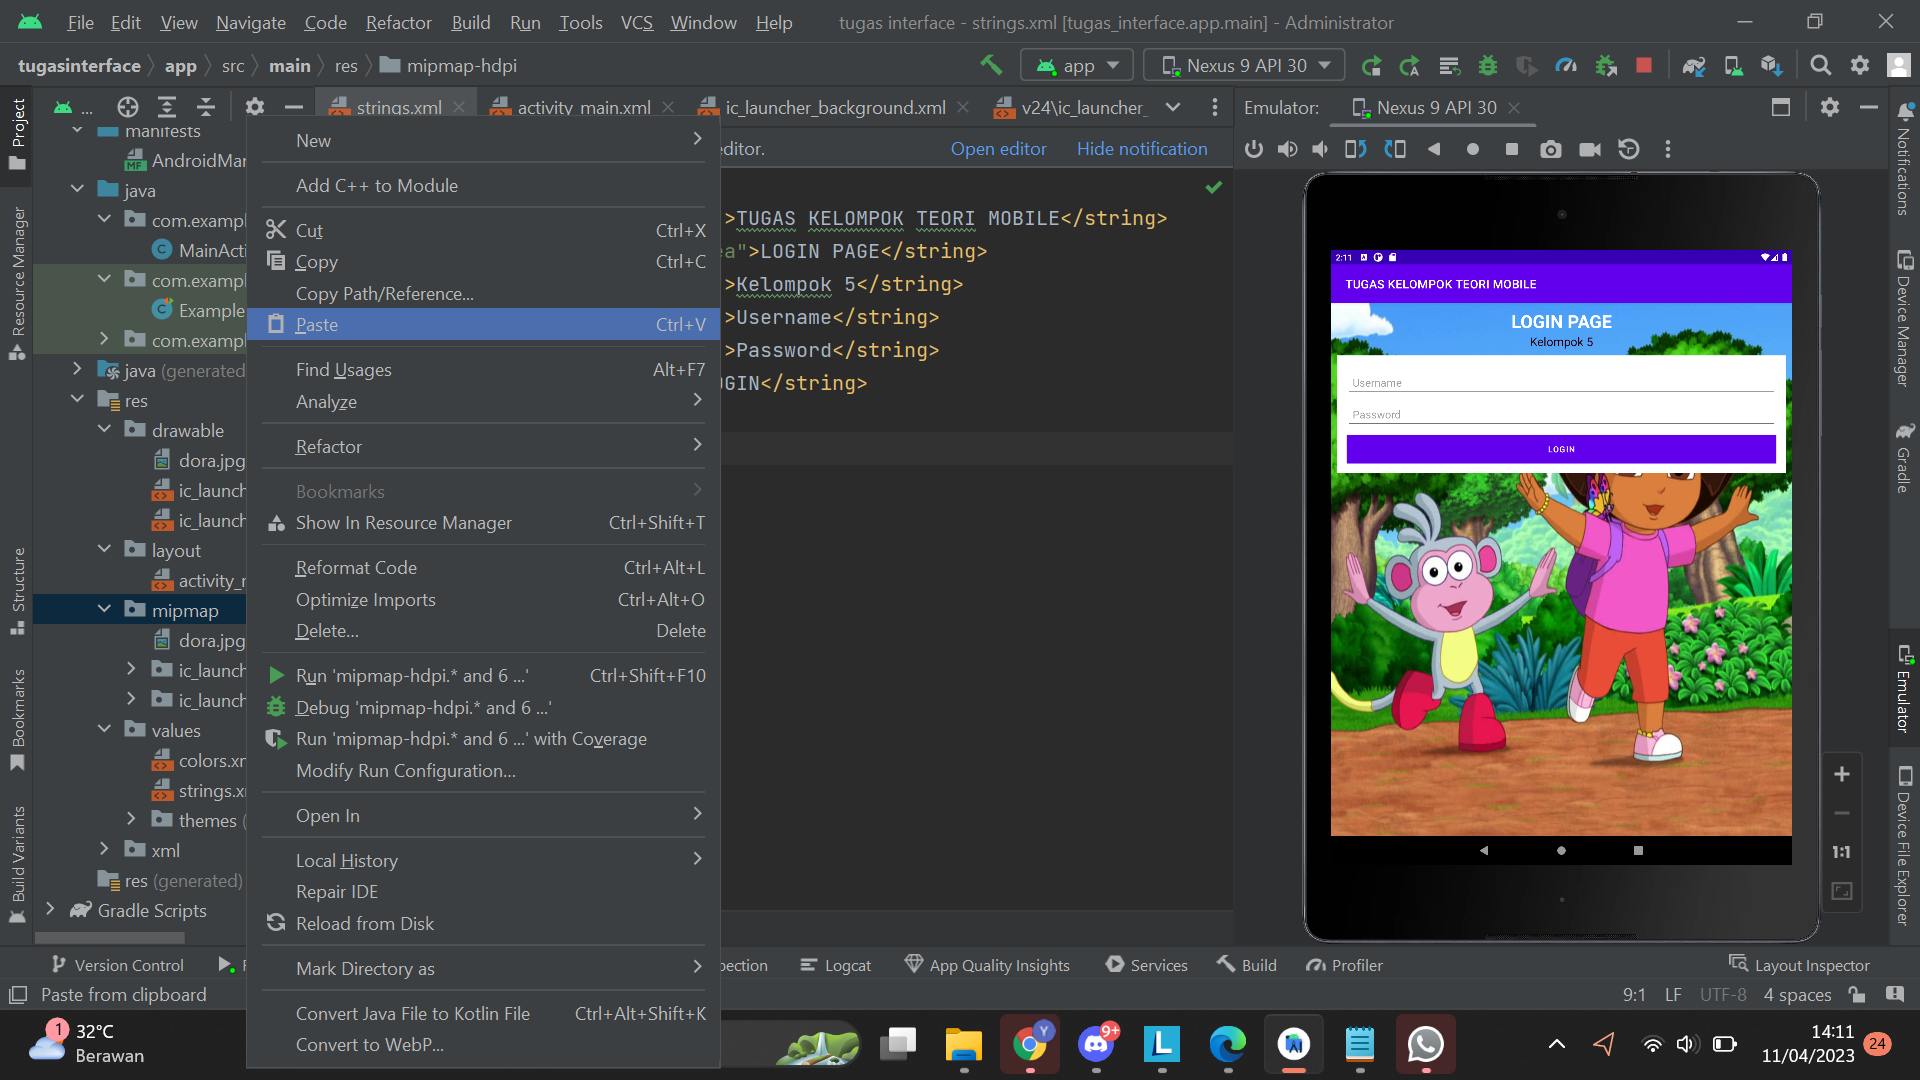 File Edit View Navigate Code Refactor Build Run Tools VCS Window Help tugas interface - strings.xml [tugas_interface.app.main] - Administrator
tugasinterface app src main res mipmap-hdpi app Nexus 9 API 30
... strings.xml activity_main.xml ic_launcher_background.xml v24\ic_launcher_ Emulator: Nexus 9 API 30
Project
Resource Manager
Structure
Bookmarks
Build Variants
manifests
AndroidMar
java
com.exampl
MainActi
com.exampl
Example
com.exampl
java (generated)
res
drawable
dora.jpg
ic_launch
ic_launch
layout
activity_r
mipmap
dora.jpg
ic_launch
ic_launch
values
colors.xr
strings.x
themes (
xml
res (generated)
Gradle Scripts
New
Add C++ to Module
Cut Ctrl+X
Copy Ctrl+C
Copy Path/Reference...
Paste Ctrl+V
Find Usages Alt+F7
Analyze
Refactor
Bookmarks
Show In Resource Manager Ctrl+Shift+T
Reformat Code Ctrl+Alt+L
Optimize Imports Ctrl+Alt+O
Delete... Delete
Run 'mipmap-hdpi.* and 6 ...' Ctrl+Shift+F10
Debug 'mipmap-hdpi.* and 6 ...'
Run 'mipmap-hdpi.* and 6 ...' with Coverage
Modify Run Configuration...
Open In
Local History
Repair IDE
Reload from Disk
Mark Directory as
Convert Java File to Kotlin File Ctrl+Alt+Shift+K
Convert to WebP...
ditor. Open editor Hide notification
>TUGAS KELOMPOK TEORI MOBILE</string>
a">LOGIN PAGE</string>
>Kelompok 5</string>
>Username</string>
>Password</string>
GIN</string>
2:11
TUGAS KELOMPOK TEORI MOBILE
LOGIN PAGE
Kelompok 5
Username
Password
LOGIN
1:1
Notifications
Device Manager
Gradle
Emulator
Device File Explorer
Version Control pection Logcat App Quality Insights Services Build Profiler Layout Inspector
Paste from clipboard 9:1 LF UTF-8 4 spaces
1 32°C
Berawan
Y 9+ L
14:11
11/04/2023 24